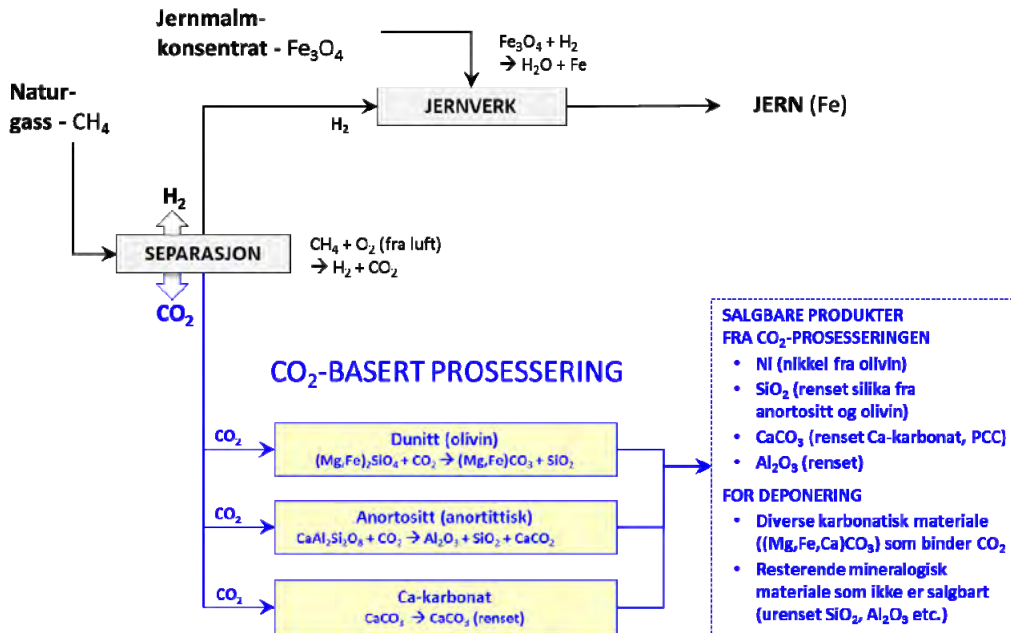 Jernmalm-
konsentrat - Fe₃O₄
Fe₃O₄ + H₂
→ H₂O + Fe
Natur-
gass - CH₄
JERNVERK
JERN (Fe)
H₂
H₂
SEPARASJON
CH₄ + O₂ (fra luft)
→ H₂ + CO₂
CO₂
CO₂-BASERT PROSESSERING
CO₂
Dunitt (olivin)
(Mg,Fe)₂SiO₄ + CO₂ → (Mg,Fe)CO₃ + SiO₂
CO₂
Anortositt (anortittisk)
CaAl₂Si₂O₈ + CO₂ → Al₂O₃ + SiO₂ + CaCO₂
CO₂
Ca-karbonat
CaCO₃ → CaCO₃ (renset)
SALGBARE PRODUKTER
FRA CO₂-PROSESSERINGEN
• Ni (nikkel fra olivin)
• SiO₂ (renset silika fra
anortositt og olivin)
• CaCO₃ (renset Ca-karbonat, PCC)
• Al₂O₃ (renset)
FOR DEPONERING
• Diverse karbonatisk materiale
((Mg,Fe,Ca)CO₃) som binder CO₂
• Resterende mineralogisk
materiale som ikke er salgbart
(urenset SiO₂, Al₂O₃ etc.)